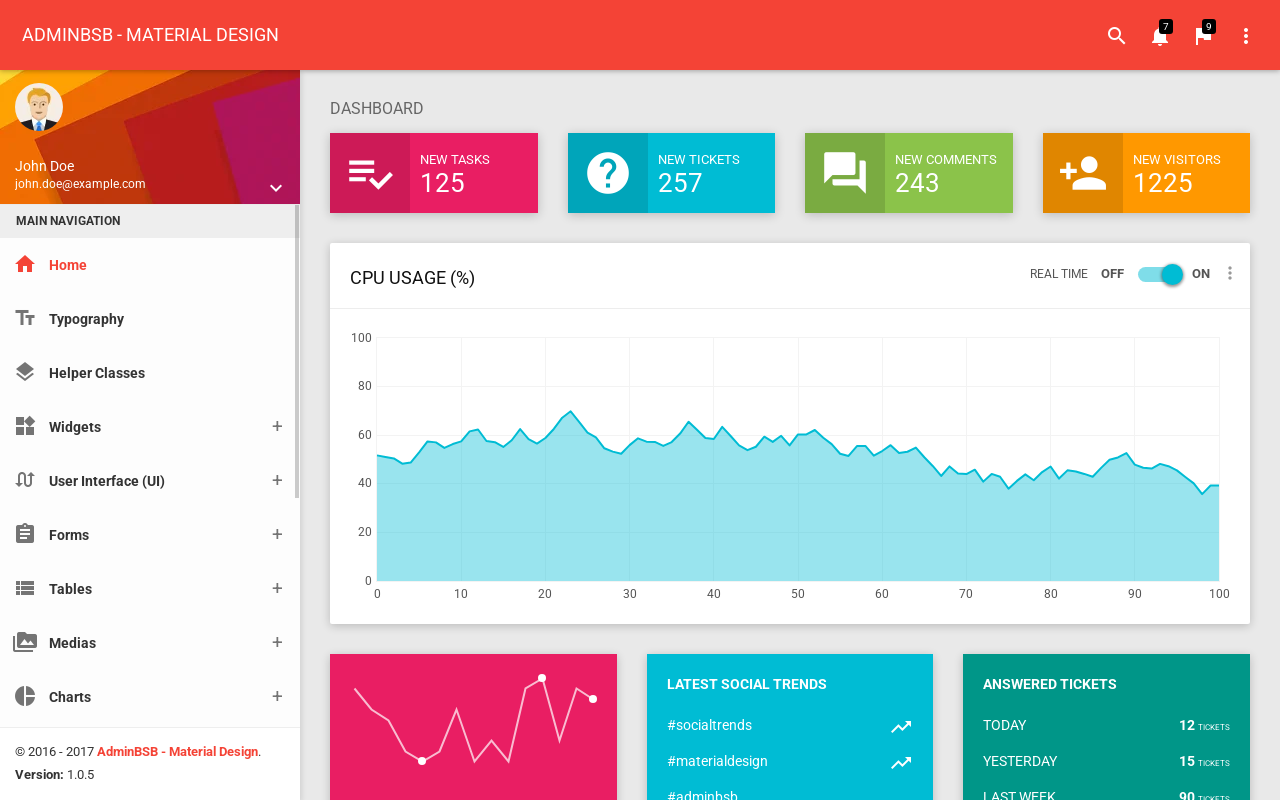 ADMINBSB - MATERIAL DESIGN
7
9
John Doe
john.doe@example.com
MAIN NAVIGATION
Home
Typography
Helper Classes
Widgets +
User Interface (UI) +
Forms +
Tables +
Medias +
Charts +
© 2016 - 2017 AdminBSB - Material Design.
Version: 1.0.5
DASHBOARD
NEW TASKS
125
NEW TICKETS
257
NEW COMMENTS
243
NEW VISITORS
1225
CPU USAGE (%)
REAL TIME OFF ON
100
80
60
40
20
0
0 10 20 30 40 50 60 70 80 90 100
LATEST SOCIAL TRENDS
#socialtrends
#materialdesign
#adminbsb
ANSWERED TICKETS
TODAY 12 TICKETS
YESTERDAY 15 TICKETS
LAST WEEK 90 TICKETS